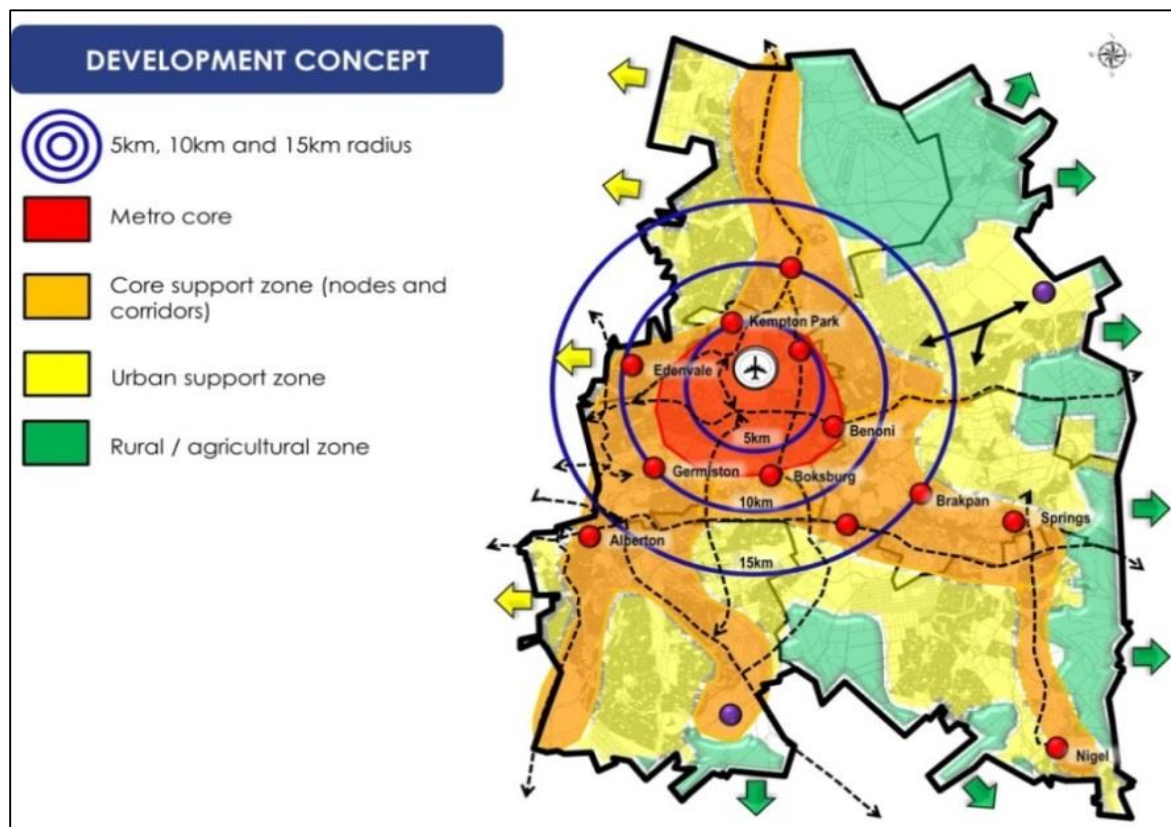 DEVELOPMENT CONCEPT
5km, 10km and 15km radius
Metro core
Core support zone (nodes and
corridors)
Urban support zone
Rural / agricultural zone
Kempton Park
Edenvale
5km
Benoni
Germiston
Boksburg
10km
Brakpan
Springs
Alberton
15km
Nigel